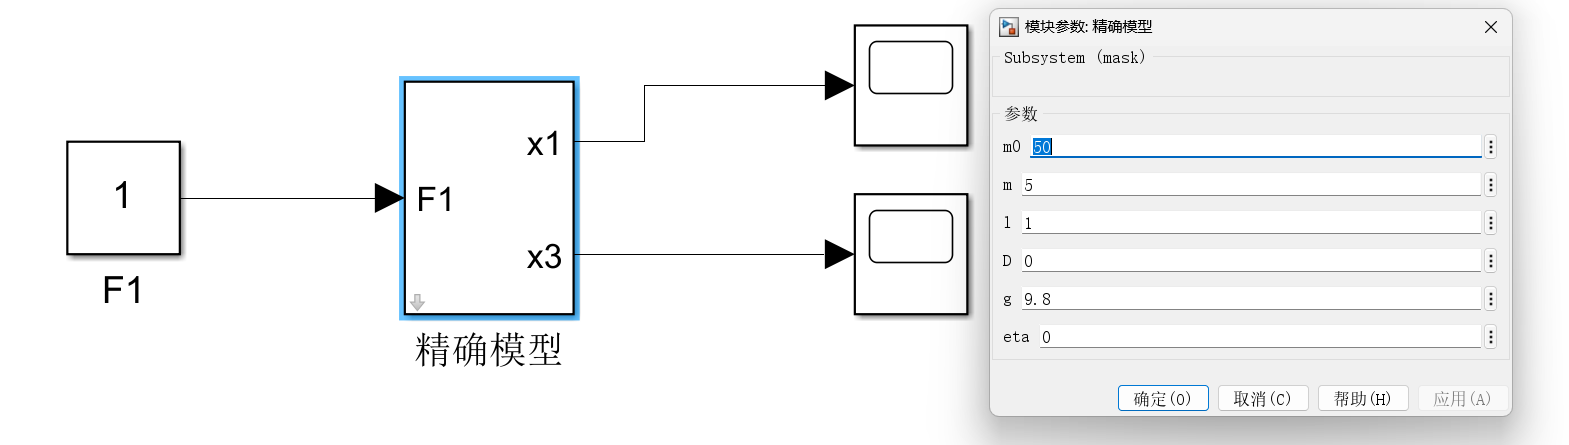 1
F1
F1
x1
x3
精确模型
模块参数: 精确模型
Subsystem (mask)
参数
m0 50
m 5
l 1
D 0
g 9.8
eta 0
确定(O) 取消(C) 帮助(H) 应用(A)